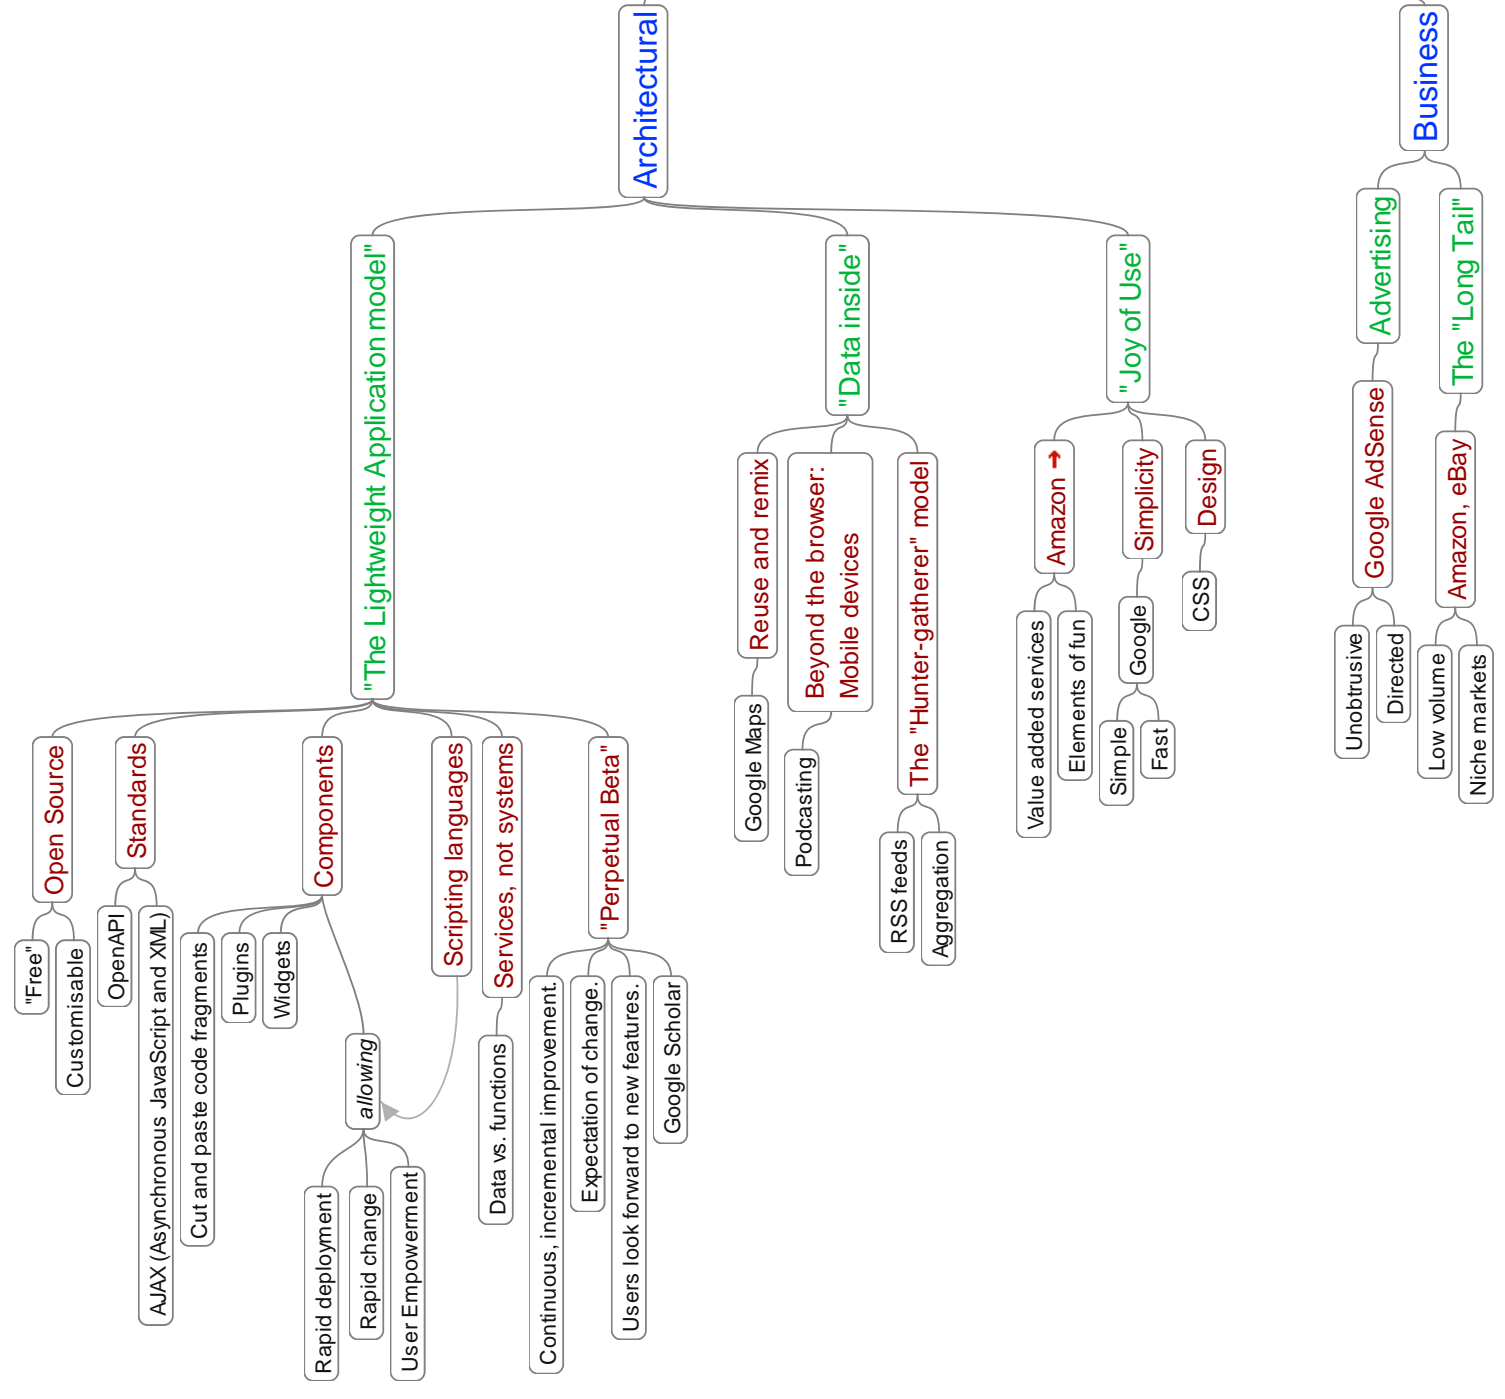 Architectural
"The Lightweight Application model"
Open Source
"Free"
Customisable
Standards
OpenAPI
AJAX (Asynchronous JavaScript and XML)
Components
Cut and paste code fragments
Plugins
Widgets
allowing
Rapid deployment
Rapid change
User Empowerment
Scripting languages
Services, not systems
Data vs. functions
"Perpetual Beta"
Continuous, incremental improvement.
Expectation of change.
Users look forward to new features.
Google Scholar
"Data inside"
Reuse and remix
Google Maps
Beyond the browser:
Mobile devices
Podcasting
The "Hunter-gatherer" model
RSS feeds
Aggregation
"Joy of Use"
Amazon ➔
Value added services
Elements of fun
Simplicity
Google
Simple
Fast
Design
CSS
Business
Advertising
Google AdSense
Unobtrusive
Directed
The "Long Tail"
Amazon, eBay
Low volume
Niche markets